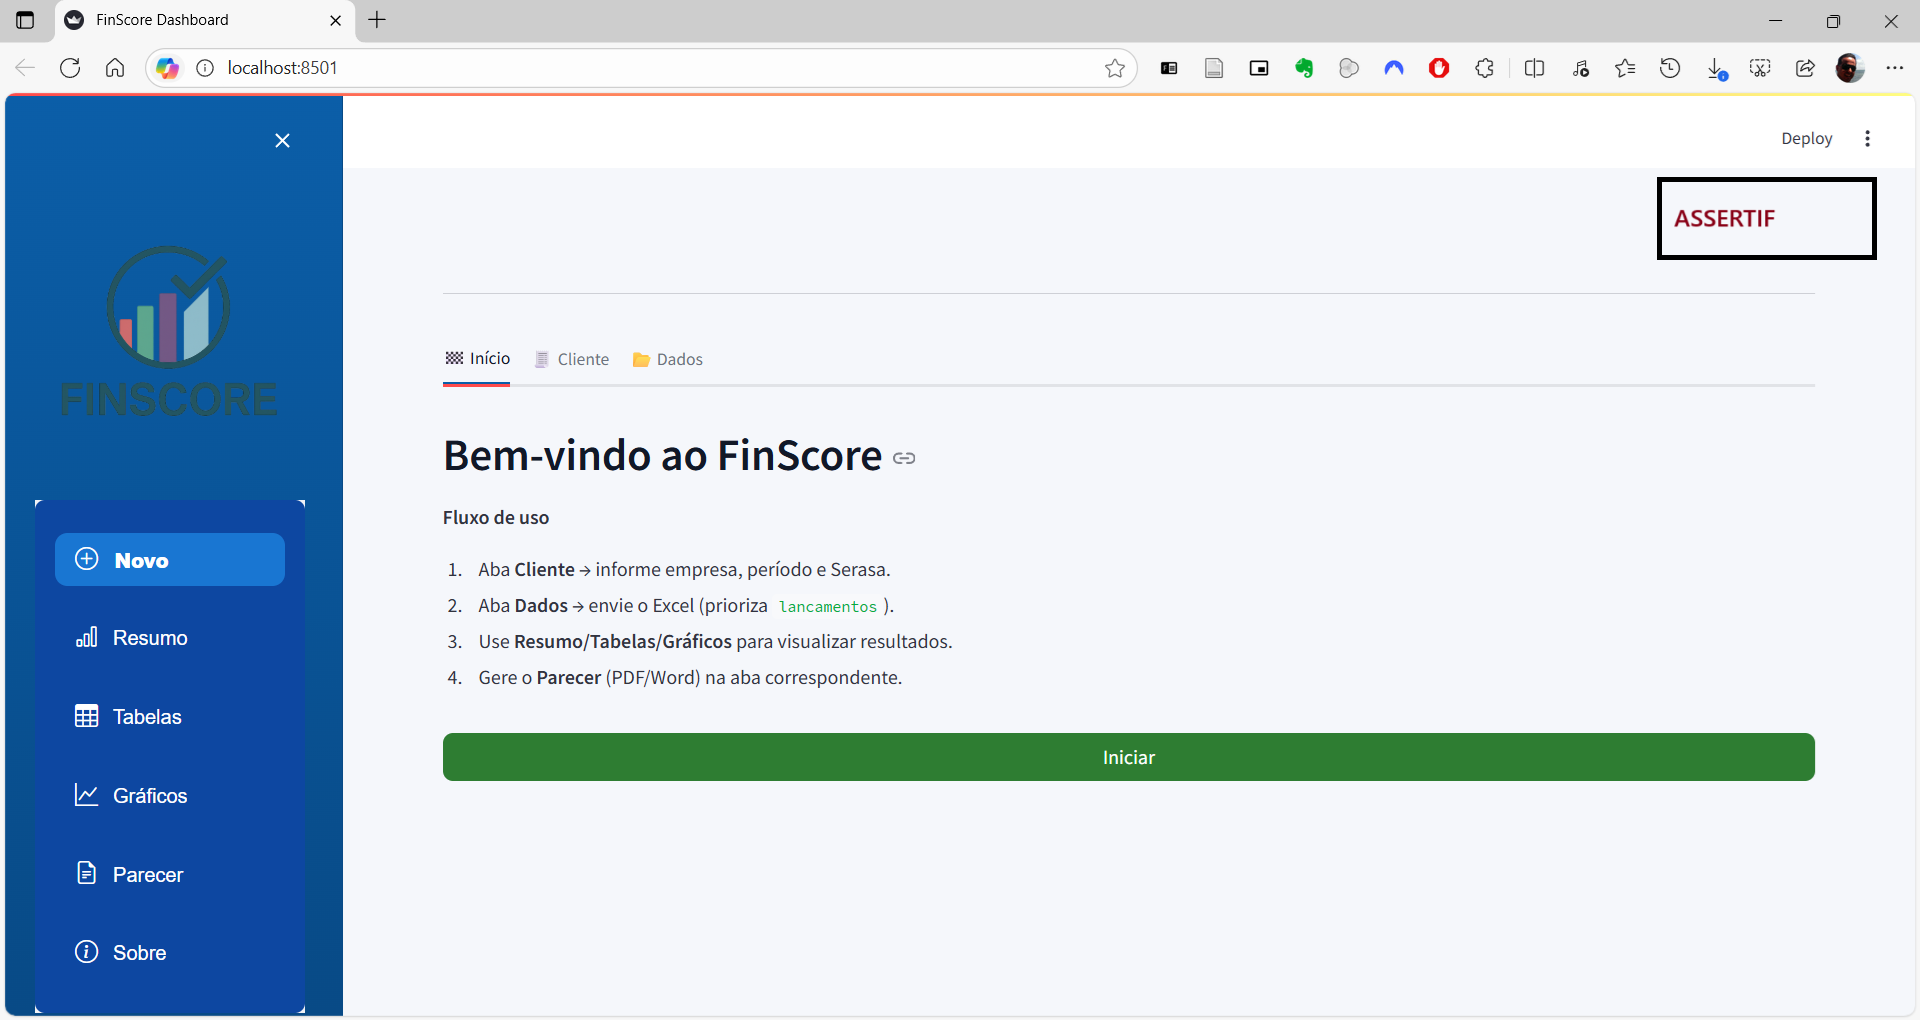 FinScore Dashboard
localhost:8501
Deploy
ASSERTIF
FINSCORE
Novo
Resumo
Tabelas
Gráficos
Parecer
Sobre
Início Cliente Dados
Bem-vindo ao FinScore
Fluxo de uso
1. Aba Cliente → informe empresa, período e Serasa.
2. Aba Dados → envie o Excel (prioriza lancamentos ).
3. Use Resumo/Tabelas/Gráficos para visualizar resultados.
4. Gere o Parecer (PDF/Word) na aba correspondente.
Iniciar